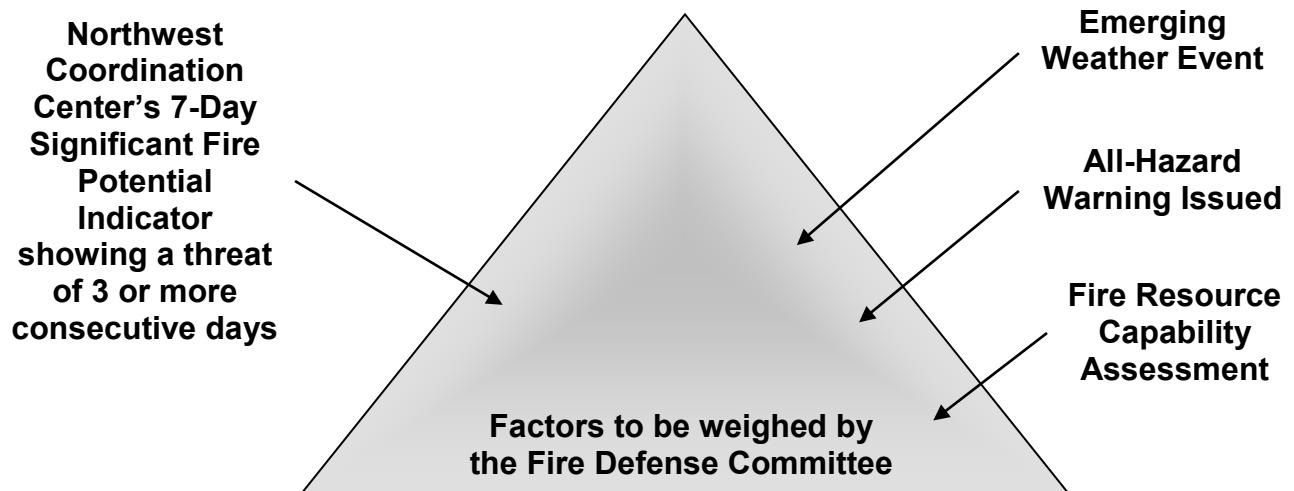 Northwest
Coordination
Center’s 7-Day
Significant Fire
Potential
Indicator
showing a threat
of 3 or more
consecutive days
Emerging
Weather Event
All-Hazard
Warning Issued
Fire Resource
Capability
Assessment
Factors to be weighed by
the Fire Defense Committee